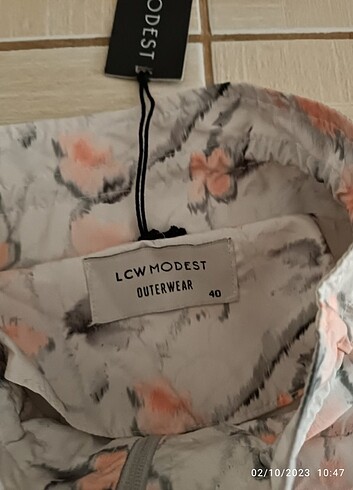 MODEST
LCW MODEST
OUTERWEAR
40
02/10/2023 10:47